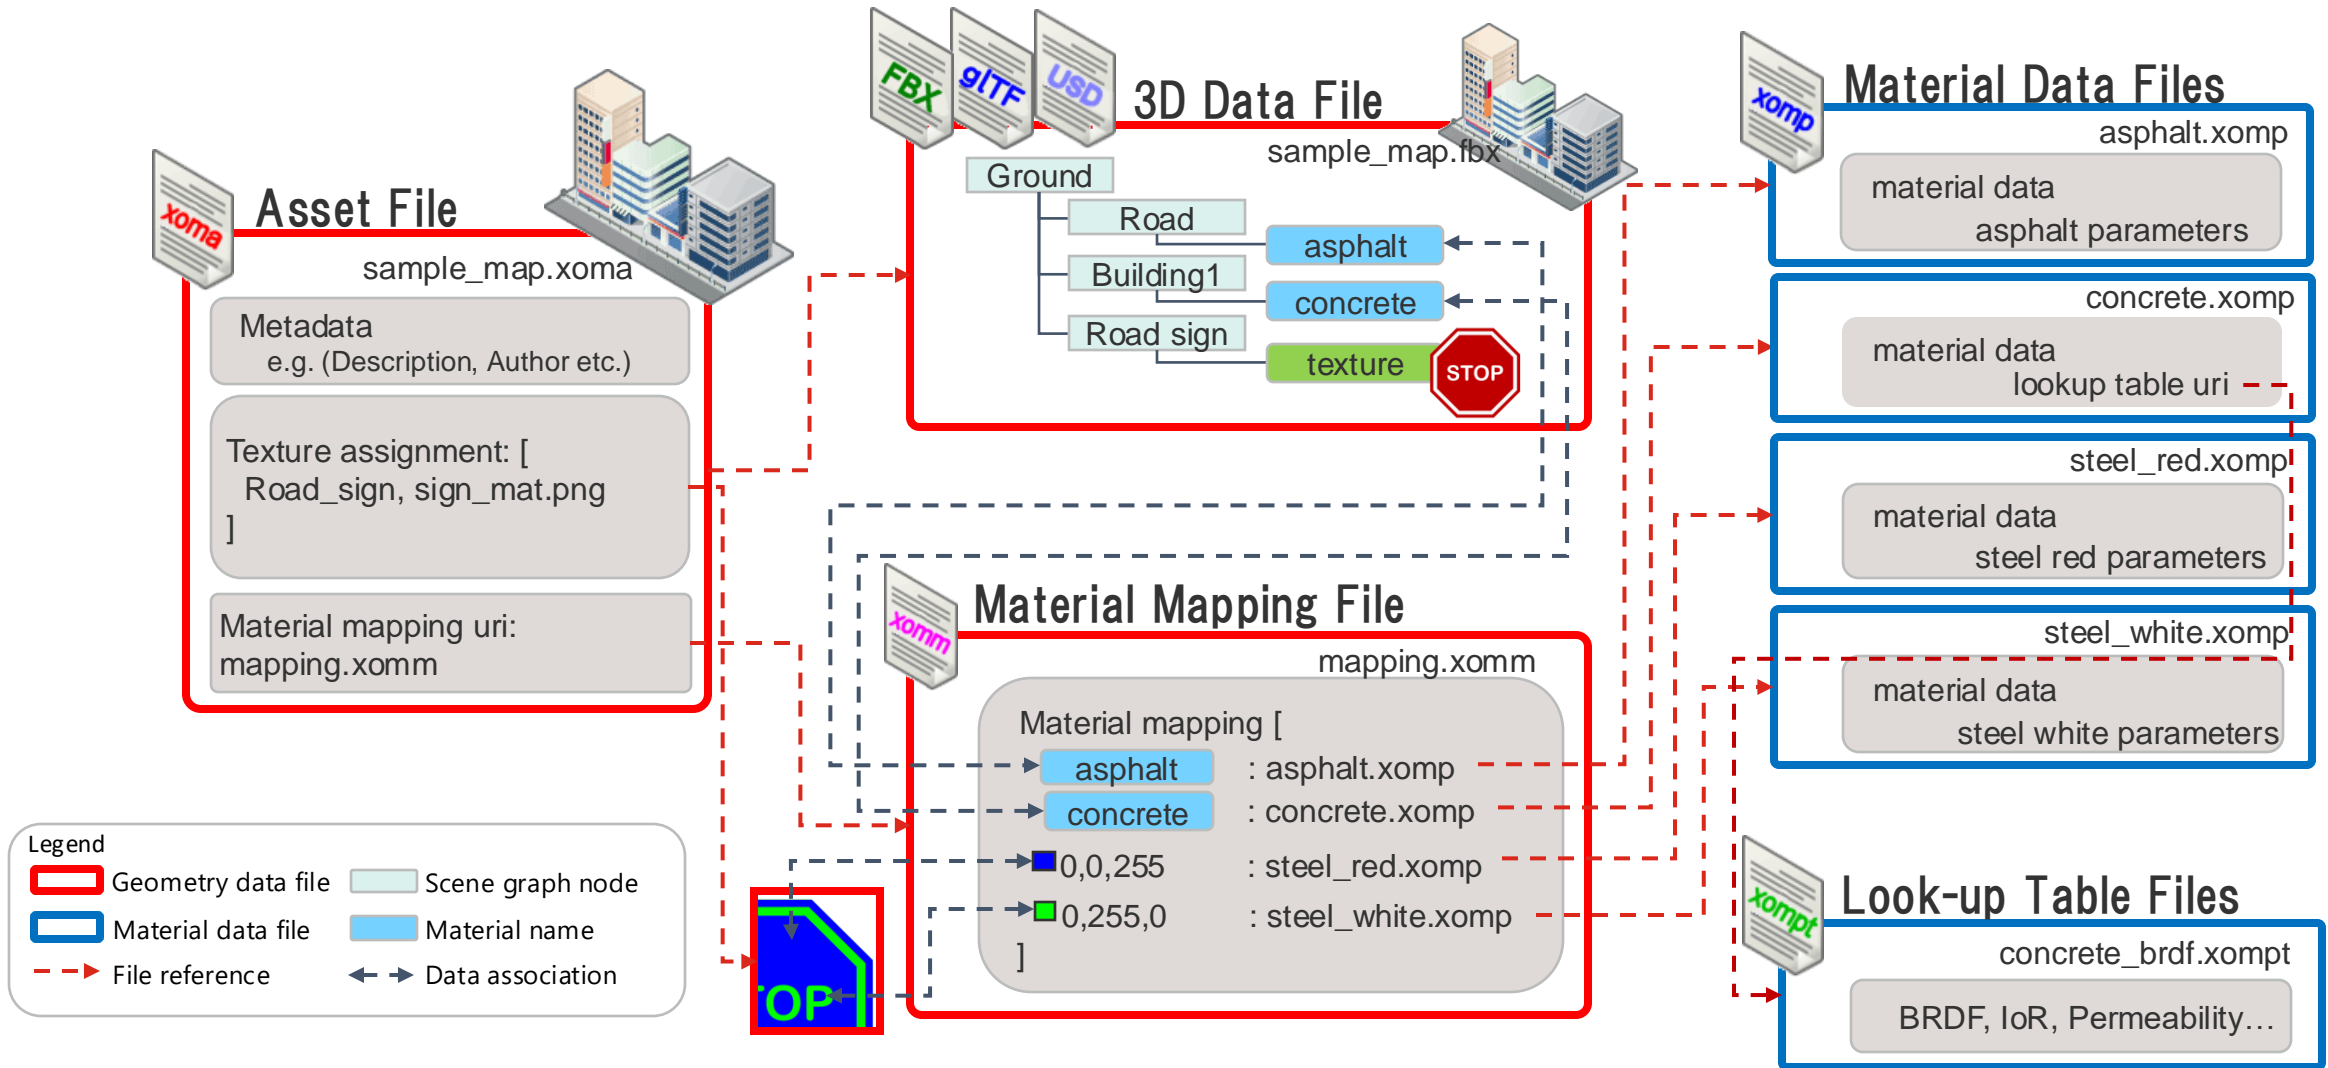 xoma
Asset File
sample_map.xoma
Metadata
e.g. (Description, Author etc.)
Texture assignment: [
Road_sign, sign_mat.png
]
Material mapping uri:
mapping.xomm
FBX
glTF
USD
3D Data File
sample_map.fbx
Ground
Road
asphalt
Building1
concrete
Road sign
texture
STOP
xomm
Material Mapping File
mapping.xomm
Material mapping [
asphalt : asphalt.xomp
concrete : concrete.xomp
0,0,255 : steel_red.xomp
0,255,0 : steel_white.xomp
]
TOP
xomp
Material Data Files
asphalt.xomp
material data
asphalt parameters
concrete.xomp
material data
lookup table uri
steel_red.xomp
material data
steel red parameters
steel_white.xomp
material data
steel white parameters
xompt
Look-up Table Files
concrete_brdf.xompt
BRDF, IoR, Permeability...
Legend
Geometry data file
Scene graph node
Material data file
Material name
File reference
Data association